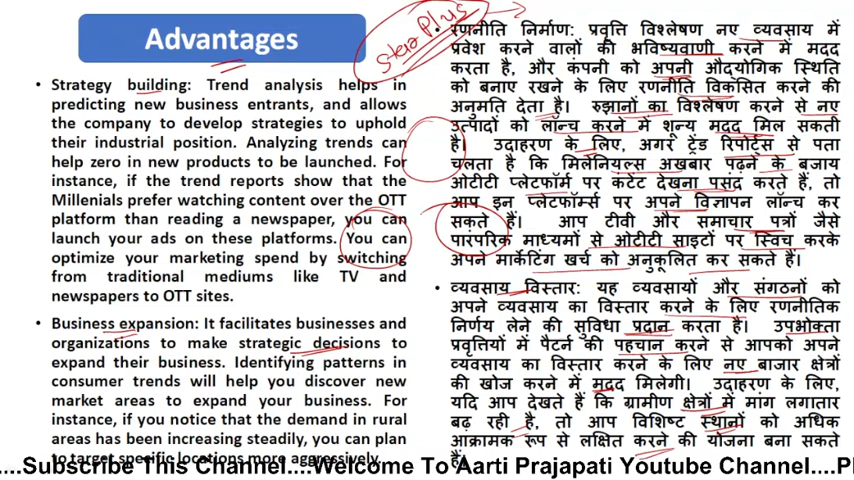 Advantages
• Strategy building: Trend analysis helps in
predicting new business entrants, and allows
the company to develop strategies to uphold
their industrial position. Analyzing trends can
help zero in new products to be launched. For
instance, if the trend reports show that the
Millenials prefer watching content over the OTT
platform than reading a newspaper, you can
launch your ads on these platforms. You can
optimize your marketing spend by switching
from traditional mediums like TV and
newspapers to OTT sites.
• Business expansion: It facilitates businesses and
organizations to make strategic decisions to
expand their business. Identifying patterns in
consumer trends will help you discover new
market areas to expand your business. For
instance, if you notice that the demand in rural
areas has been increasing steadily, you can plan
to target specific locations more aggressively.
Star Plus
• रणनीति निर्माण: प्रवृत्ति विश्लेषण नए व्यवसाय में
प्रवेश करने वालों की भविष्यवाणी करने में मदद
करता है, और कंपनी को अपनी औद्योगिक स्थिति
को बनाए रखने के लिए रणनीति विकसित करने की
अनुमति देता है। रुझानों का विश्लेषण करने से नए
उत्पादों को लॉन्च करने में शून्य मदद मिल सकती
है। उदाहरण के लिए, अगर ट्रेंड रिपोर्ट्स से पता
चलता है कि मिलेनियल्स अखबार पढ़ने के बजाय
ओटीटी प्लेटफॉर्म पर कंटेंट देखना पसंद करते हैं, तो
आप इन प्लेटफॉर्म्स पर अपने विज्ञापन लॉन्च कर
सकते हैं। आप टीवी और समाचार पत्रों जैसे
पारंपरिक माध्यमों से ओटीटी साइटों पर स्विच करके
अपने मार्केटिंग खर्च को अनुकूलित कर सकते हैं।
• व्यवसाय विस्तार: यह व्यवसायों और संगठनों को
अपने व्यवसाय का विस्तार करने के लिए रणनीतिक
निर्णय लेने की सुविधा प्रदान करता है। उपभोक्ता
प्रवृत्तियों में पैटर्न की पहचान करने से आपको अपने
व्यवसाय का विस्तार करने के लिए नए बाजार क्षेत्रों
की खोज करने में मदद मिलेगी। उदाहरण के लिए,
यदि आप देखते हैं कि ग्रामीण क्षेत्रों में मांग लगातार
बढ़ रही है, तो आप विशिष्ट स्थानों को अधिक
आक्रामक रूप से लक्षित करने की योजना बना सकते
हैं।
....Subscribe This Channel....Welcome To Aarti Prajapati Youtube Channel....Pl